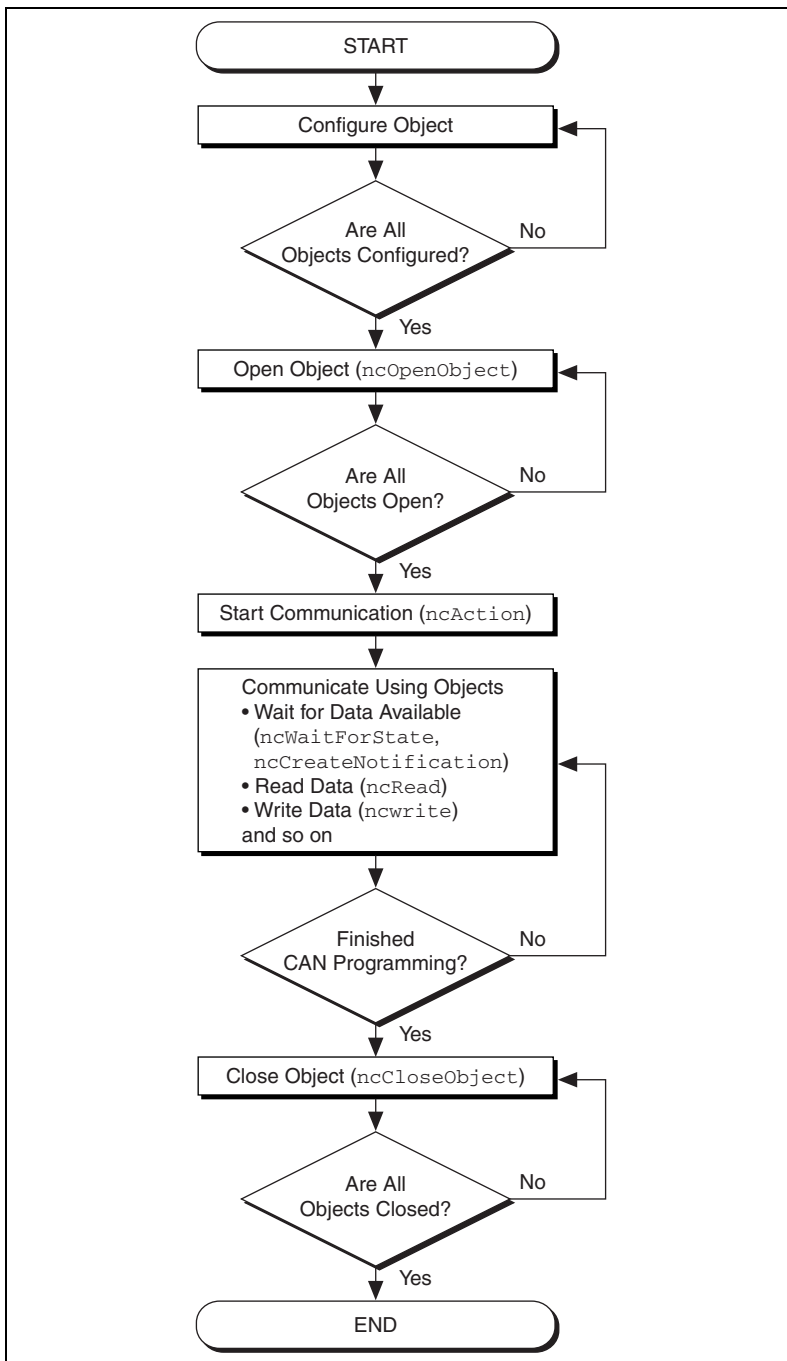 START
Configure Object
Are All
Objects Configured?
No
Yes
Open Object (ncOpenObject)
Are All
Objects Open?
No
Yes
Start Communication (ncAction)
Communicate Using Objects
• Wait for Data Available
(ncWaitForState,
ncCreateNotification)
• Read Data (ncRead)
• Write Data (ncwrite)
and so on
Finished
CAN Programming?
No
Yes
Close Object (ncCloseObject)
Are All
Objects Closed?
No
Yes
END